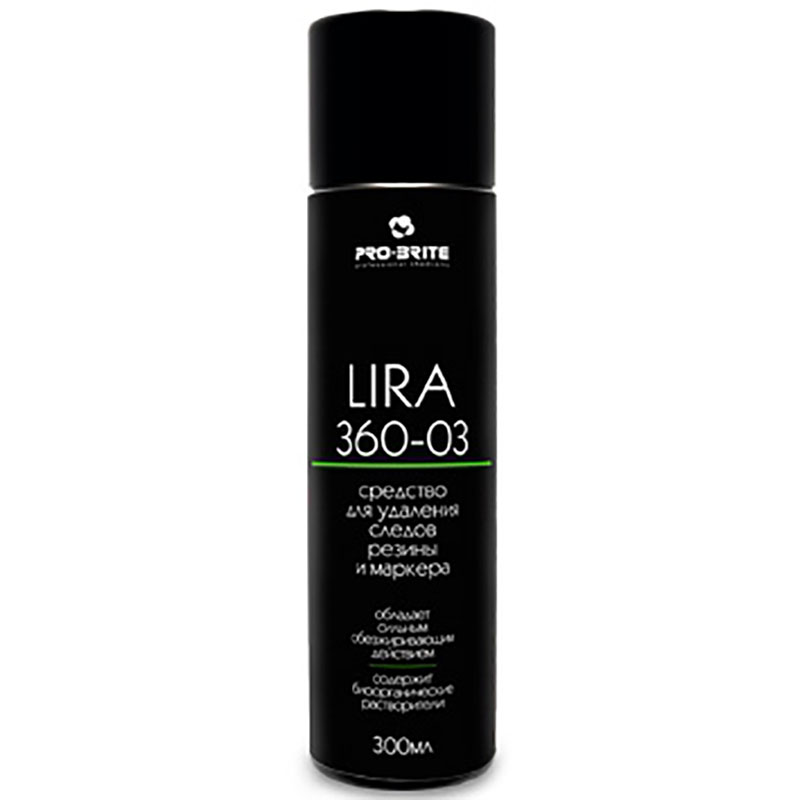 PRO-BRITE
professional chemicals
LIRA
360-03
средство
для удаления
следов
резины
и маркера
обладает
сильным
обезжиривающим
действием
содержит
биоорганические
растворители
300мл